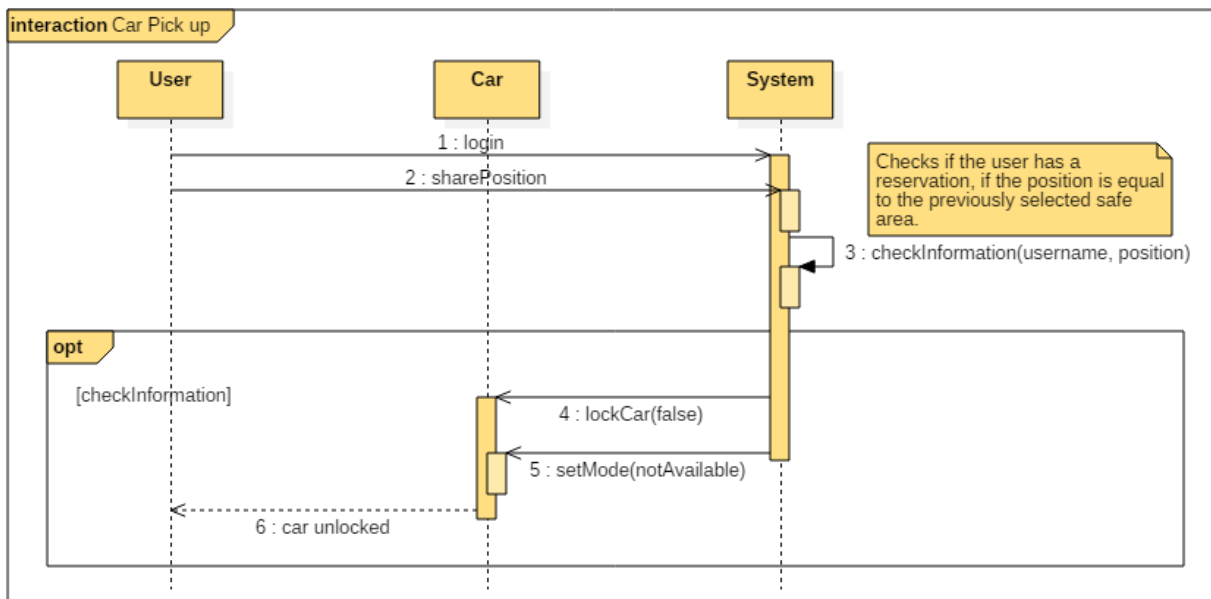 interaction Car Pick up
User
Car
System
1 : login
2 : sharePosition
Checks if the user has a
reservation, if the position is equal
to the previously selected safe
area.
3 : checkInformation(username, position)
opt
[checkInformation]
4 : lockCar(false)
5 : setMode(notAvailable)
6 : car unlocked